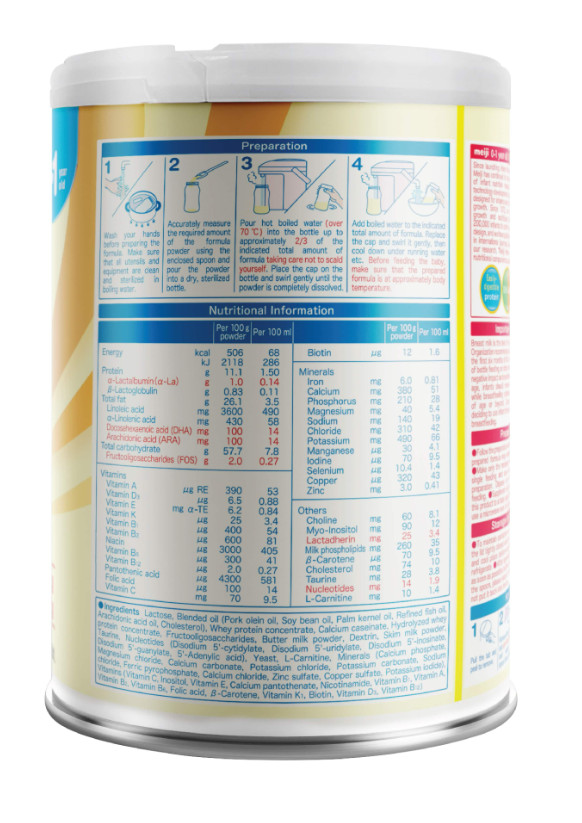 1 year old
Preparation
1
Wash your hands
before preparing the
formula. Make sure
that all utensils and
equipment are clean
and sterilized in
boiling water.
2
Accurately measure
the required amount
of the formula
powder using the
enclosed spoon and
pour the powder
into a dry, sterilized
bottle.
3
Pour hot boiled water (over
70 °C) into the bottle up to
approximately 2/3 of the
indicated total amount of
formula taking care not to scald
yourself. Place the cap on the
bottle and swirl gently until the
powder is completely dissolved.
4
Add boiled water to the indicated
total amount of formula. Replace
the cap and swirl it gently, then
cool down under running water
etc. Before feeding the baby,
make sure that the prepared
formula is at approximately body
temperature.
Nutritional Information
Per 100 g powder Per 100 ml
Energy kcal 506 68
kJ 2118 286
Protein g 11.1 1.50
α-Lactalbumin(α-La) g 1.0 0.14
β-Lactoglobulin g 0.83 0.11
Total fat g 26.1 3.5
Linoleic acid mg 3600 490
α-Linolenic acid mg 430 58
Docosahexaenoic acid (DHA) mg 100 14
Arachidonic acid (ARA) mg 100 14
Total carbohydrate g 57.7 7.8
Fructooligosaccharides (FOS) g 2.0 0.27
Vitamins
Vitamin A μg RE 390 53
Vitamin D₃ μg 6.5 0.88
Vitamin E mg α-TE 6.2 0.84
Vitamin K μg 25 3.4
Vitamin B₁ μg 400 54
Vitamin B₂ μg 600 81
Niacin μg 3000 405
Vitamin B₆ μg 300 41
Vitamin B₁₂ μg 2.0 0.27
Pantothenic acid μg 4300 581
Folic acid μg 100 14
Vitamin C mg 70 9.5
Per 100 g powder Per 100 ml
Biotin μg 12 1.6
Minerals
Iron mg 6.0 0.81
Calcium mg 380 51
Phosphorus mg 210 28
Magnesium mg 40 5.4
Sodium mg 140 19
Chloride mg 310 42
Potassium mg 490 66
Manganese μg 30 4.1
Iodine μg 70 9.5
Selenium μg 10.4 1.4
Copper μg 320 43
Zinc mg 3.0 0.41
Others
Choline mg 60 8.1
Myo-Inositol mg 90 12
Lactadherin mg 25 3.4
Milk phospholipids mg 260 35
β-Carotene μg 70 9.5
Cholesterol mg 74 10
Taurine mg 28 3.8
Nucleotides mg 14 1.9
L-Carnitine mg 10 1.4
●Ingredients Lactose, Blended oil (Pork olein oil, Soy bean oil, Palm kernel oil, Refined fish oil,
Arachidonic acid oil, Cholesterol), Whey protein concentrate, Calcium caseinate, Hydrolyzed whey
protein concentrate, Fructooligosaccharides, Butter milk powder, Dextrin, Skim milk powder,
Taurine, Nucleotides (Disodium 5'-cytidylate, Disodium 5'-uridylate, Disodium 5'-inosinate,
Disodium 5'-guanylate, 5'-Adenylic acid), Yeast, L-Carnitine, Minerals (Calcium phosphate,
Magnesium chloride, Calcium carbonate, Potassium chloride, Potassium carbonate, Sodium
chloride, Ferric pyrophosphate, Calcium chloride, Zinc sulfate, Copper sulfate, Potassium iodide),
Vitamins (Vitamin C, Inositol, Vitamin E, Calcium pantothenate, Nicotinamide, Vitamin B₁, Vitamin A,
Vitamin B₂, Vitamin B₆, Folic acid, β-Carotene, Vitamin K₁, Biotin, Vitamin D₃, Vitamin B₁₂)
meiji 0-1 year
Easily
digestive
protein
1
2